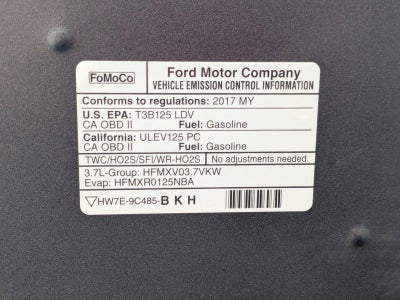 FoMoCo
Ford Motor Company
VEHICLE EMISSION CONTROL INFORMATION
Conforms to regulations: 2017 MY
U.S. EPA: T3B125 LDV
CA OBD II Fuel: Gasoline
California: ULEV125 PC
CA OBD II Fuel: Gasoline
TWC/HO2S/SFI/WR-HO2S No adjustments needed.
3.7L-Group: HFMXV03.7VKW
Evap: HFMXR0125NBA
▽HW7E-9C485-B K H